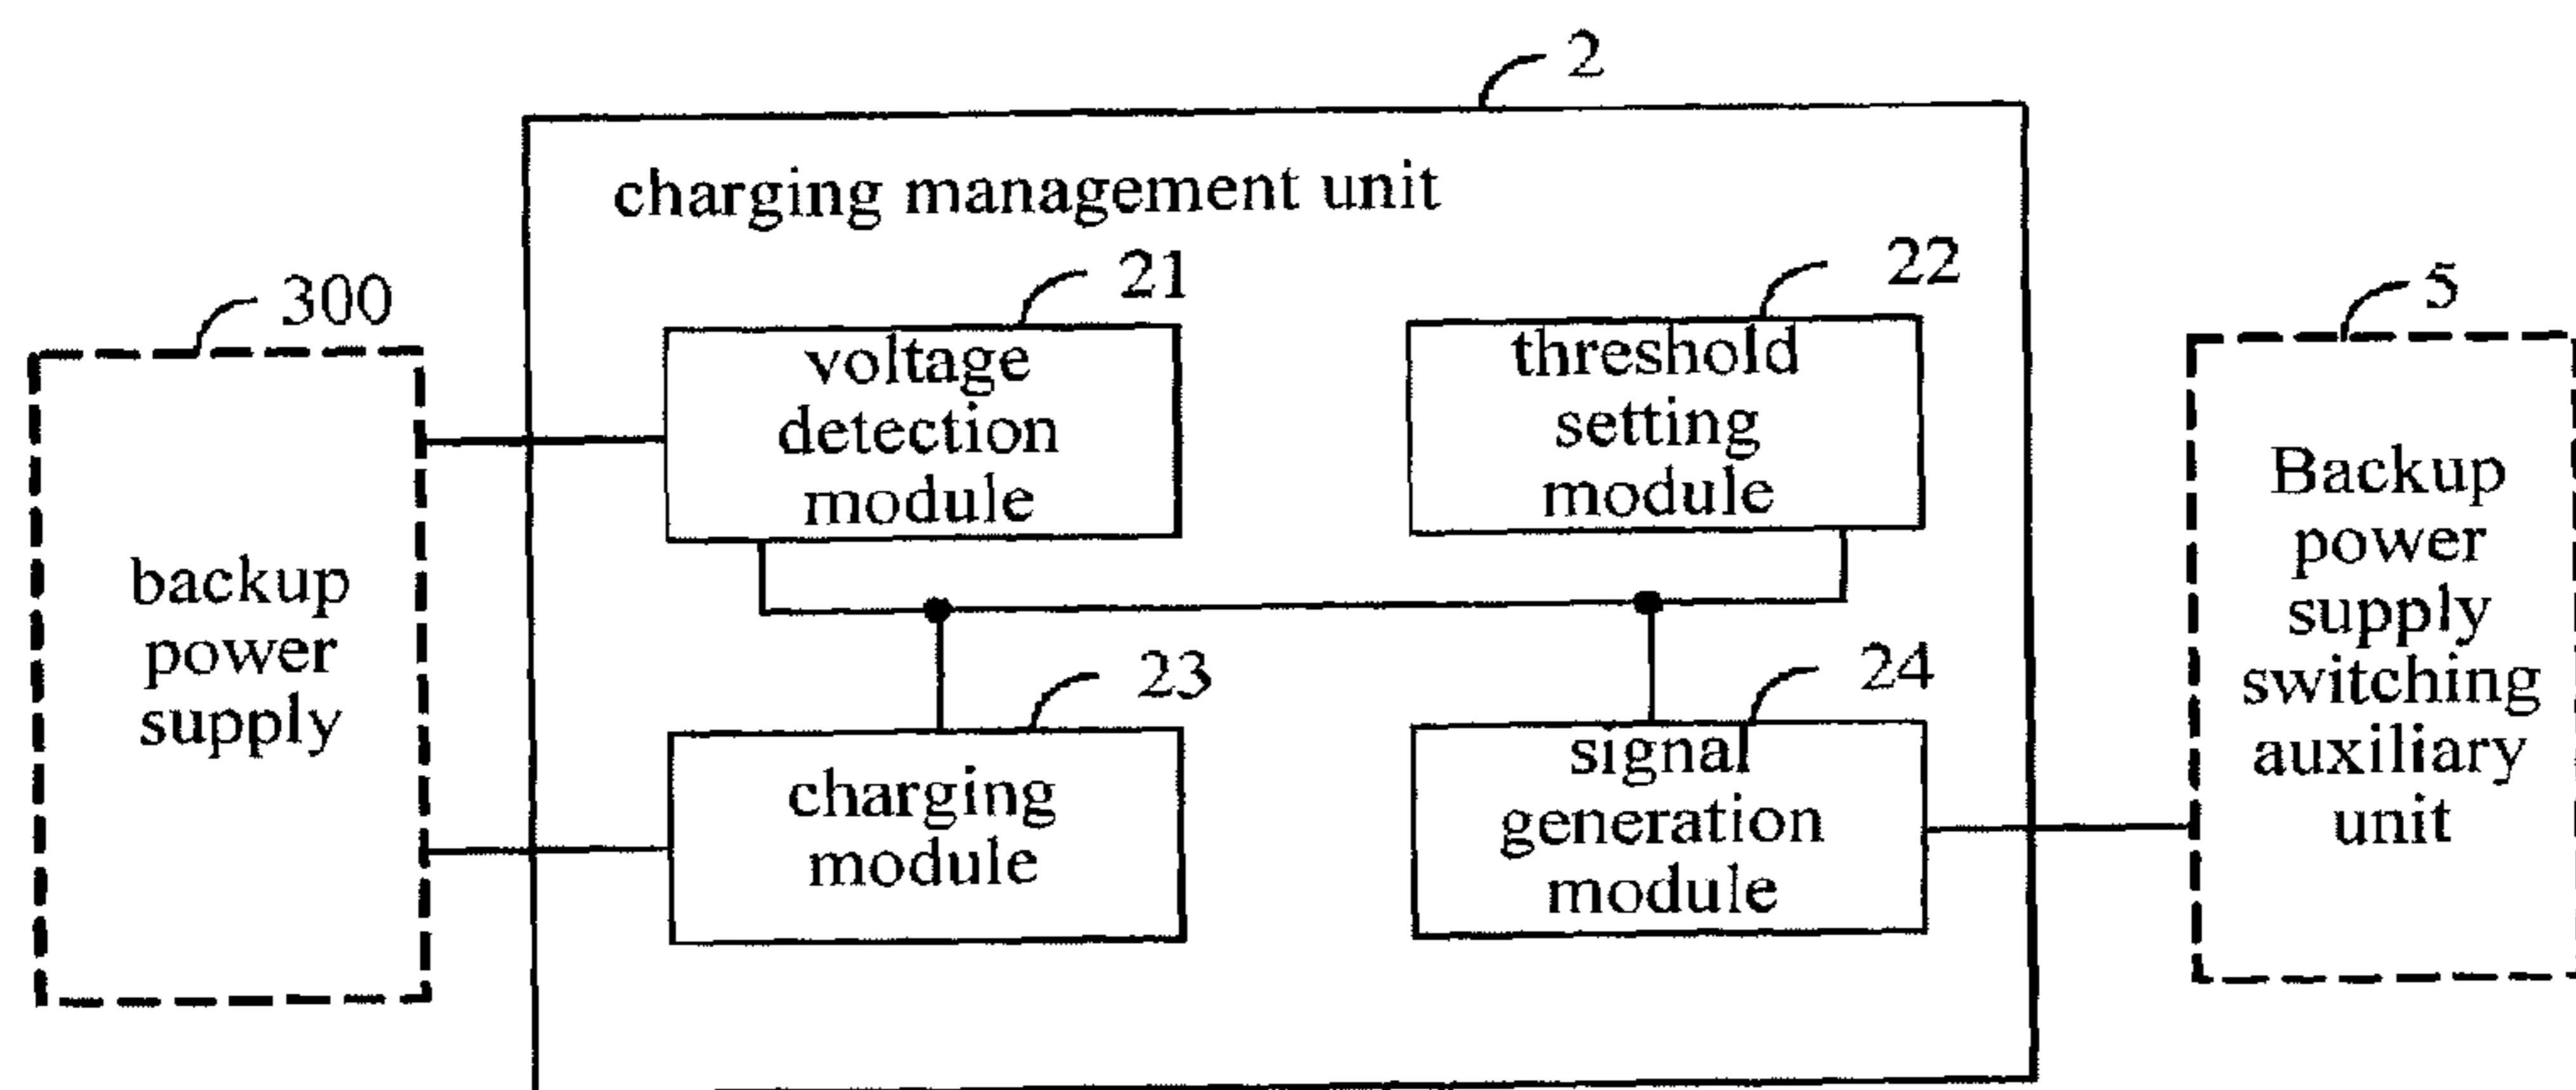 2
charging management unit
21
22
300
5
voltage
detection
module
threshold
setting
module
backup
power
supply
Backup
power
supply
switching
auxiliary
unit
23
24
charging
module
signal
generation
module